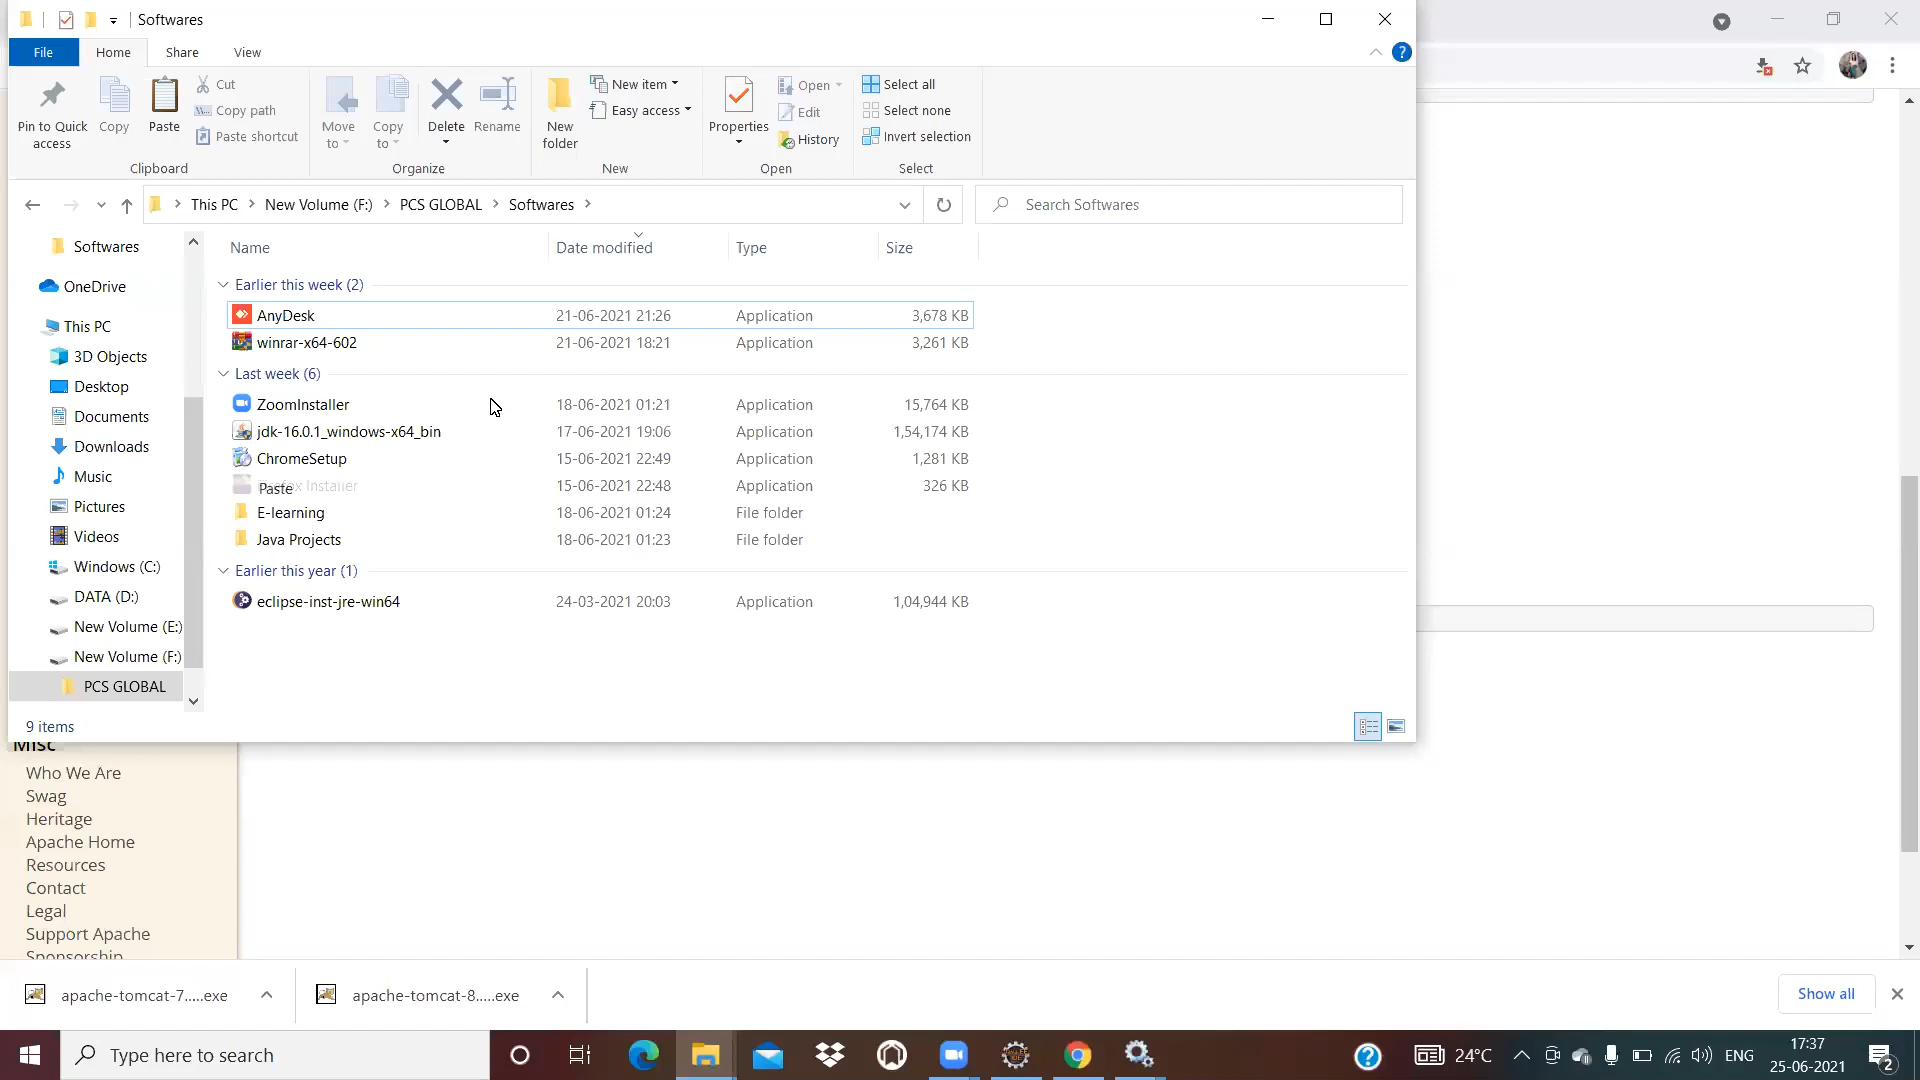 Softwares
File Home Share View
Pin to Quick access
Copy
Paste
Cut
Copy path
Paste shortcut
Move to
Copy to
Delete
Rename
New folder
New item
Easy access
Properties
Open
Edit
History
Select all
Select none
Invert selection
Clipboard Organize New Open Select
This PC New Volume (F:) PCS GLOBAL Softwares
Search Softwares
Softwares
OneDrive
This PC
3D Objects
Desktop
Documents
Downloads
Music
Pictures
Videos
Windows (C:)
DATA (D:)
New Volume (E:)
New Volume (F:)
PCS GLOBAL
Name Date modified Type Size
Earlier this week (2)
AnyDesk 21-06-2021 21:26 Application 3,678 KB
winrar-x64-602 21-06-2021 18:21 Application 3,261 KB
Last week (6)
ZoomInstaller 18-06-2021 01:21 Application 15,764 KB
jdk-16.0.1_windows-x64_bin 17-06-2021 19:06 Application 1,54,174 KB
ChromeSetup 15-06-2021 22:49 Application 1,281 KB
Paste Installer 15-06-2021 22:48 Application 326 KB
E-learning 18-06-2021 01:24 File folder
Java Projects 18-06-2021 01:23 File folder
Earlier this year (1)
eclipse-inst-jre-win64 24-03-2021 20:03 Application 1,04,944 KB
9 items
Misc
Who We Are
Swag
Heritage
Apache Home
Resources
Contact
Legal
Support Apache
Sponsorship
apache-tomcat-7.....exe apache-tomcat-8.....exe Show all
Type here to search
24°C ENG 17:37
25-06-2021
2